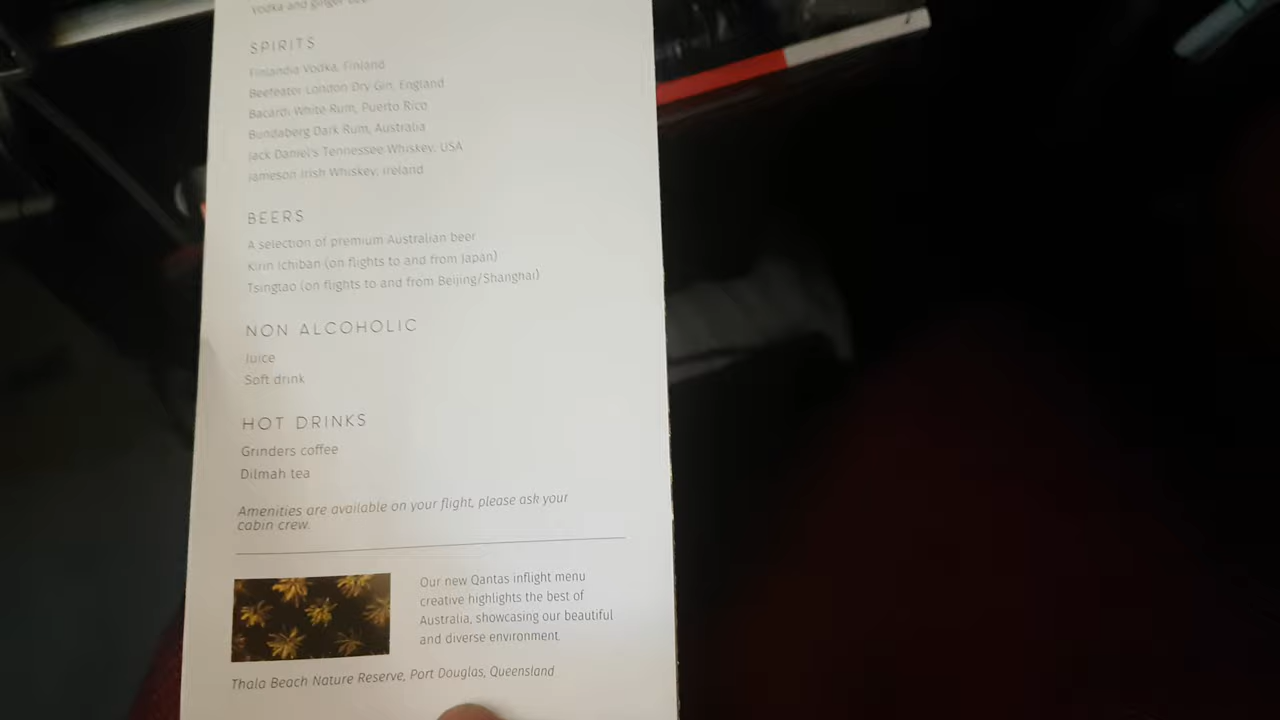 Vodka and ginger beer
SPIRITS
Finlandia Vodka, Finland
Beefeater London Dry Gin, England
Bacardi White Rum, Puerto Rico
Bundaberg Dark Rum, Australia
Jack Daniel's Tennessee Whiskey, USA
Jameson Irish Whiskey, Ireland
BEERS
A selection of premium Australian beer
Kirin Ichiban (on flights to and from Japan)
Tsingtao (on flights to and from Beijing/Shanghai)
NON ALCOHOLIC
Juice
Soft drink
HOT DRINKS
Grinders coffee
Dilmah tea
Amenities are available on your flight, please ask your
cabin crew.
Our new Qantas inflight menu
creative highlights the best of
Australia, showcasing our beautiful
and diverse environment.
Thala Beach Nature Reserve, Port Douglas, Queensland